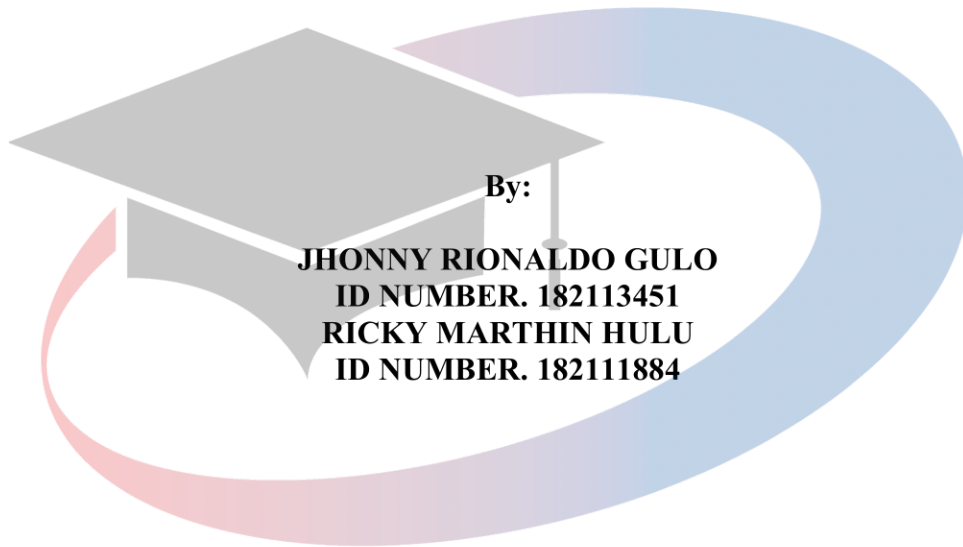 By:
JHONNY RIONALDO GULO
ID NUMBER. 182113451
RICKY MARTHIN HULU
ID NUMBER. 182111884